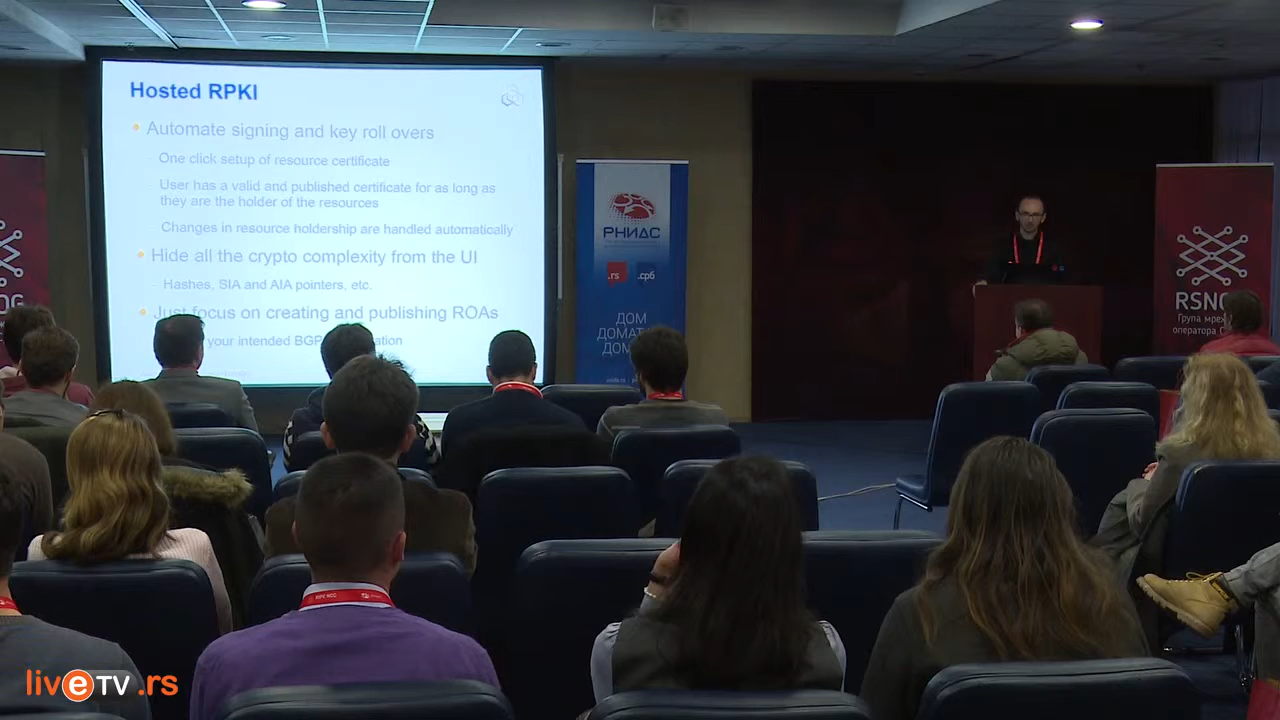 Hosted RPKI
Automate signing and key roll overs
One click setup of resource certificate
User has a valid and published certificate for as long as
they are the holder of the resources
Changes in resource holdership are handled automatically
Hide all the crypto complexity from the UI
Hashes, SIA and AIA pointers, etc.
Just focus on creating and publishing ROAs
your intended BGP
РНИДС
.rs .срб
ДОМ
RSNO
Група
оператора
RIPE NCC
livetv.rs